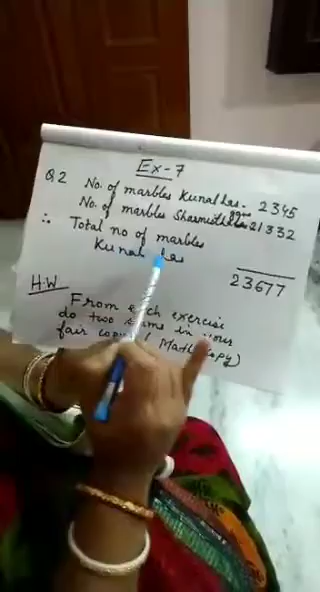 Ex-7
Q2 No. of marbles Kunal has - 2345
No. of marbles Sharmistha gave 21332
∴ Total no of marbles
Kunal has
23677
H.W
From each exercise
do two sums in your
fair copy ( Math Copy)